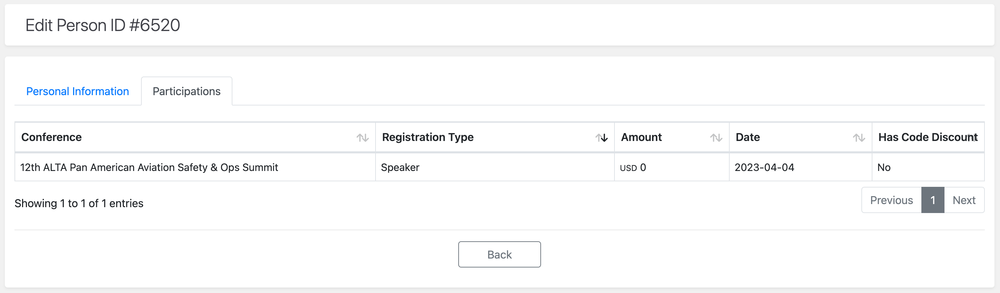 Edit Person ID #6520
Personal Information Participations
Conference Registration Type Amount Date Has Code Discount
12th ALTA Pan American Aviation Safety & Ops Summit Speaker USD 0 2023-04-04 No
Showing 1 to 1 of 1 entries
Previous 1 Next
Back